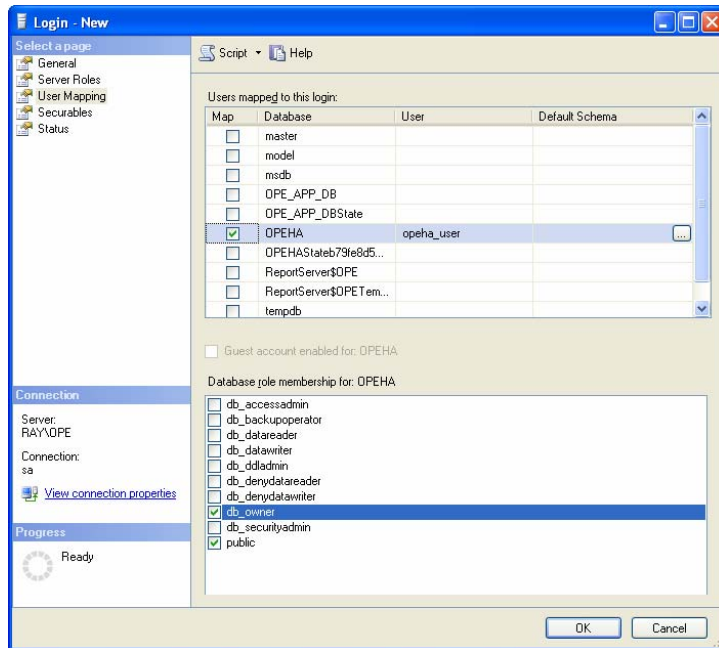 Login - New
Select a page
General
Server Roles
User Mapping
Securables
Status
Script Help
Users mapped to this login:
Map Database User Default Schema
master
model
msdb
OPE_APP_DB
OPE_APP_DBState
OPEHA opeha_user ...
OPEHAStateb79fe8d5...
ReportServer$OPE
ReportServer$OPETem...
tempdb
Guest account enabled for: OPEHA
Database role membership for: OPEHA
db_accessadmin
db_backupoperator
db_datareader
db_datawriter
db_ddladmin
db_denydatareader
db_denydatawriter
db_owner
db_securityadmin
public
Connection
Server:
RAY\OPE
Connection:
sa
View connection properties
Progress
Ready
OK Cancel